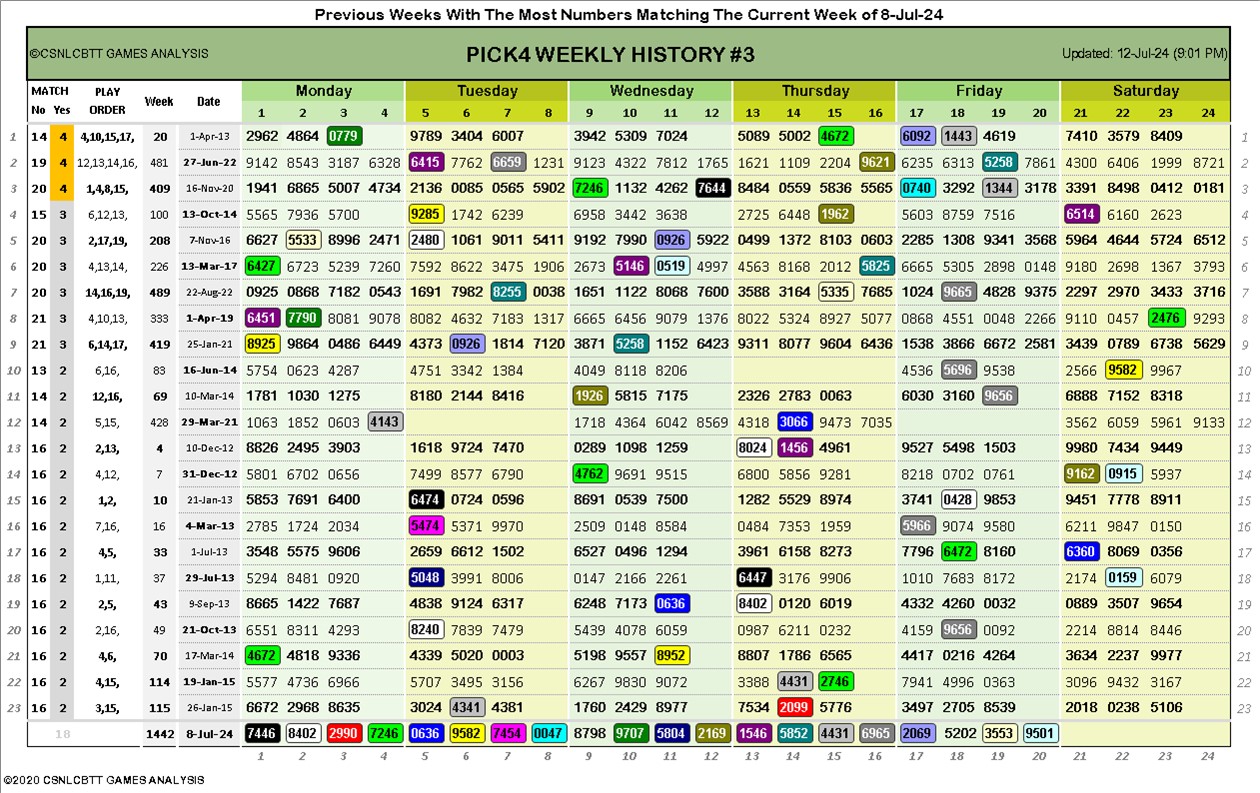 Previous Weeks With The Most Numbers Matching The Current Week of 8-Jul-24
©CSNLCBTT GAMES ANALYSIS PICK4 WEEKLY HISTORY #3 Updated: 12-Jul-24 (9:01 PM)
MATCH PLAY Week Date Monday Tuesday Wednesday Thursday Friday Saturday
No Yes ORDER 1 2 3 4 5 6 7 8 9 10 11 12 13 14 15 16 17 18 19 20 21 22 23 24
1 14 4 4,10,15,17, 20 1-Apr-13 2962 4864 0779 9789 3404 6007 3942 5309 7024 5089 5002 4672 6092 1443 4619 7410 3579 8409 1
2 19 4 12,13,14,16, 481 27-Jun-22 9142 8543 3187 6328 6415 7762 6659 1231 9123 4322 7812 1765 1621 1109 2204 9621 6235 6313 5258 7861 4300 6406 1999 8721 2
3 20 4 1,4,8,15, 409 16-Nov-20 1941 6865 5007 4734 2136 0085 0565 5902 7246 1132 4262 7644 8484 0559 5836 5565 0740 3292 1344 3178 3391 8498 0412 0181 3
4 15 3 6,12,13, 100 13-Oct-14 5565 7936 5700 9285 1742 6239 6958 3442 3638 2725 6448 1962 5603 8759 7516 6514 6160 2623 4
5 20 3 2,17,19, 208 7-Nov-16 6627 5533 8996 2471 2480 1061 9011 5411 9192 7990 0926 5922 0499 1372 8103 0603 2285 1308 9341 3568 5964 4644 5724 6512 5
6 20 3 4,13,14, 226 13-Mar-17 6427 6723 5239 7260 7592 8622 3475 1906 2673 5146 0519 4997 4563 8168 2012 5825 6665 5305 2898 0148 9180 2698 1367 3793 6
7 20 3 14,16,19, 489 22-Aug-22 0925 0868 7182 0543 1691 7982 8255 0038 1651 1122 8068 7600 3588 3164 5335 7685 1024 9665 4828 9375 2297 2970 3433 3716 7
8 21 3 4,10,13, 333 1-Apr-19 6451 7790 8081 9078 8082 4632 7183 1317 6665 6456 9079 1376 8022 5324 8927 5077 0868 4551 0048 2266 9110 0457 2476 9293 8
9 21 3 6,14,17, 419 25-Jan-21 8925 9864 0486 6449 4373 0926 1814 7120 3871 5258 1152 6423 9311 8077 9604 6436 1538 3866 6672 2581 3439 0789 6738 5629 9
10 13 2 6,16, 83 16-Jun-14 5754 0623 4287 4751 3342 1384 4049 8118 8206 4536 5696 9538 2566 9582 9967 10
11 14 2 12,16, 69 10-Mar-14 1781 1030 1275 8180 2144 8416 1926 5815 7175 2326 2783 0063 6030 3160 9656 6888 7152 8318 11
12 14 2 5,15, 428 29-Mar-21 1063 1852 0603 4143 1718 4364 6042 8569 4318 3066 9473 7035 3562 6059 5961 9133 12
13 16 2 2,13, 4 10-Dec-12 8826 2495 3903 1618 9724 7470 0289 1098 1259 8024 1456 4961 9527 5498 1503 9980 7434 9449 13
14 16 2 4,12, 7 31-Dec-12 5801 6702 0656 7499 8577 6790 4762 9691 9515 6800 5856 9281 8218 0702 0761 9162 0915 5937 14
15 16 2 1,2, 10 21-Jan-13 5853 7691 6400 6474 0724 0596 8691 0539 7500 1282 5529 8974 3741 0428 9853 9451 7778 8911 15
16 16 2 7,16, 16 4-Mar-13 2785 1724 2034 5474 5371 9970 2509 0148 8584 0484 7353 1959 5966 9074 9580 6211 9847 0150 16
17 16 2 4,5, 33 1-Jul-13 3548 5575 9606 2659 6612 1502 6527 0496 1294 3961 6158 8273 7796 6472 8160 6360 8069 0356 17
18 16 2 1,11, 37 29-Jul-13 5294 8481 0920 5048 3991 8006 0147 2166 2261 6447 3176 9906 1010 7683 8172 2174 0159 6079 18
19 16 2 2,5, 43 9-Sep-13 8665 1422 7687 4838 9124 6317 6248 7173 0636 8402 0120 6019 4332 4260 0032 0889 3507 9654 19
20 16 2 2,16, 49 21-Oct-13 6551 8311 4293 8240 7839 7479 5439 4078 6059 0987 6211 0232 4159 9656 0092 2214 8814 8446 20
21 16 2 4,6, 70 17-Mar-14 4672 4818 9336 4339 5020 0003 5198 9557 8952 8807 1786 6565 4417 0216 4264 3634 2237 9977 21
22 16 2 4,15, 114 19-Jan-15 5577 4736 6966 5707 3495 3156 6267 9830 9072 3388 4431 2746 7941 4996 0363 3096 9432 3167 22
23 16 2 3,15, 115 26-Jan-15 6672 2968 8635 3024 4341 4381 1760 2429 8977 7534 2099 5776 3497 2705 8539 2018 0238 5106 23
18 1442 8-Jul-24 7446 8402 2990 7246 0636 9582 7454 0047 8798 9707 5804 2169 1546 5852 4431 6965 2069 5202 3553 9501
1 2 3 4 5 6 7 8 9 10 11 12 13 14 15 16 17 18 19 20 21 22 23 24
©2020 CSNLCBTT GAMES ANALYSIS